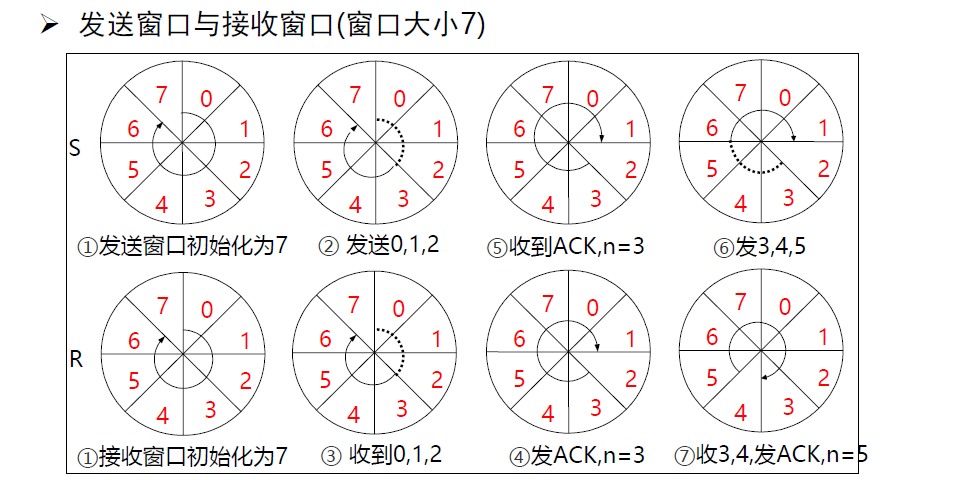 ➢ 发送窗口与接收窗口(窗口大小7)
S
7 0 6 1 5 2 4 3
7 0 6 1 5 2 4 3
7 0 6 1 5 2 4 3
7 0 6 1 5 2 4 3
①发送窗口初始化为7
② 发送0,1,2
⑤收到ACK,n=3
⑥发3,4,5
R
7 0 6 1 5 2 4 3
7 0 6 1 5 2 4 3
7 0 6 1 5 2 4 3
7 0 6 1 5 2 4 3
①接收窗口初始化为7
③ 收到0,1,2
④发ACK,n=3
⑦收3,4,发ACK,n=5